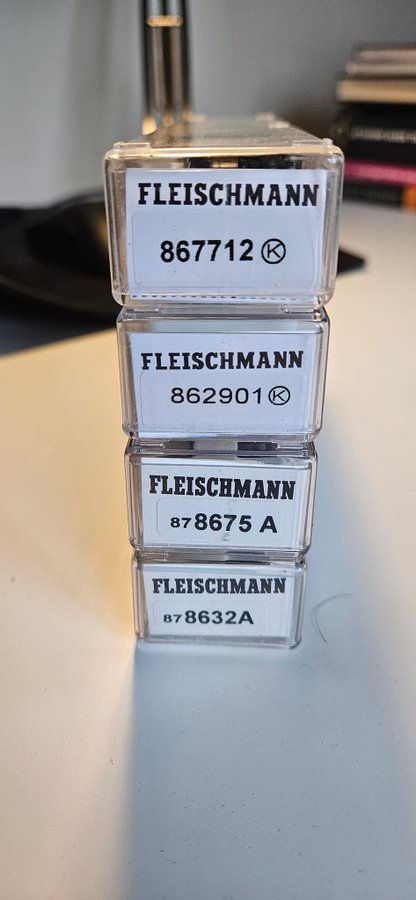 FLEISCHMANN
867712 Ⓚ
FLEISCHMANN
862901 Ⓚ
FLEISCHMANN
87 8675 A
FLEISCHMANN
87 8632A